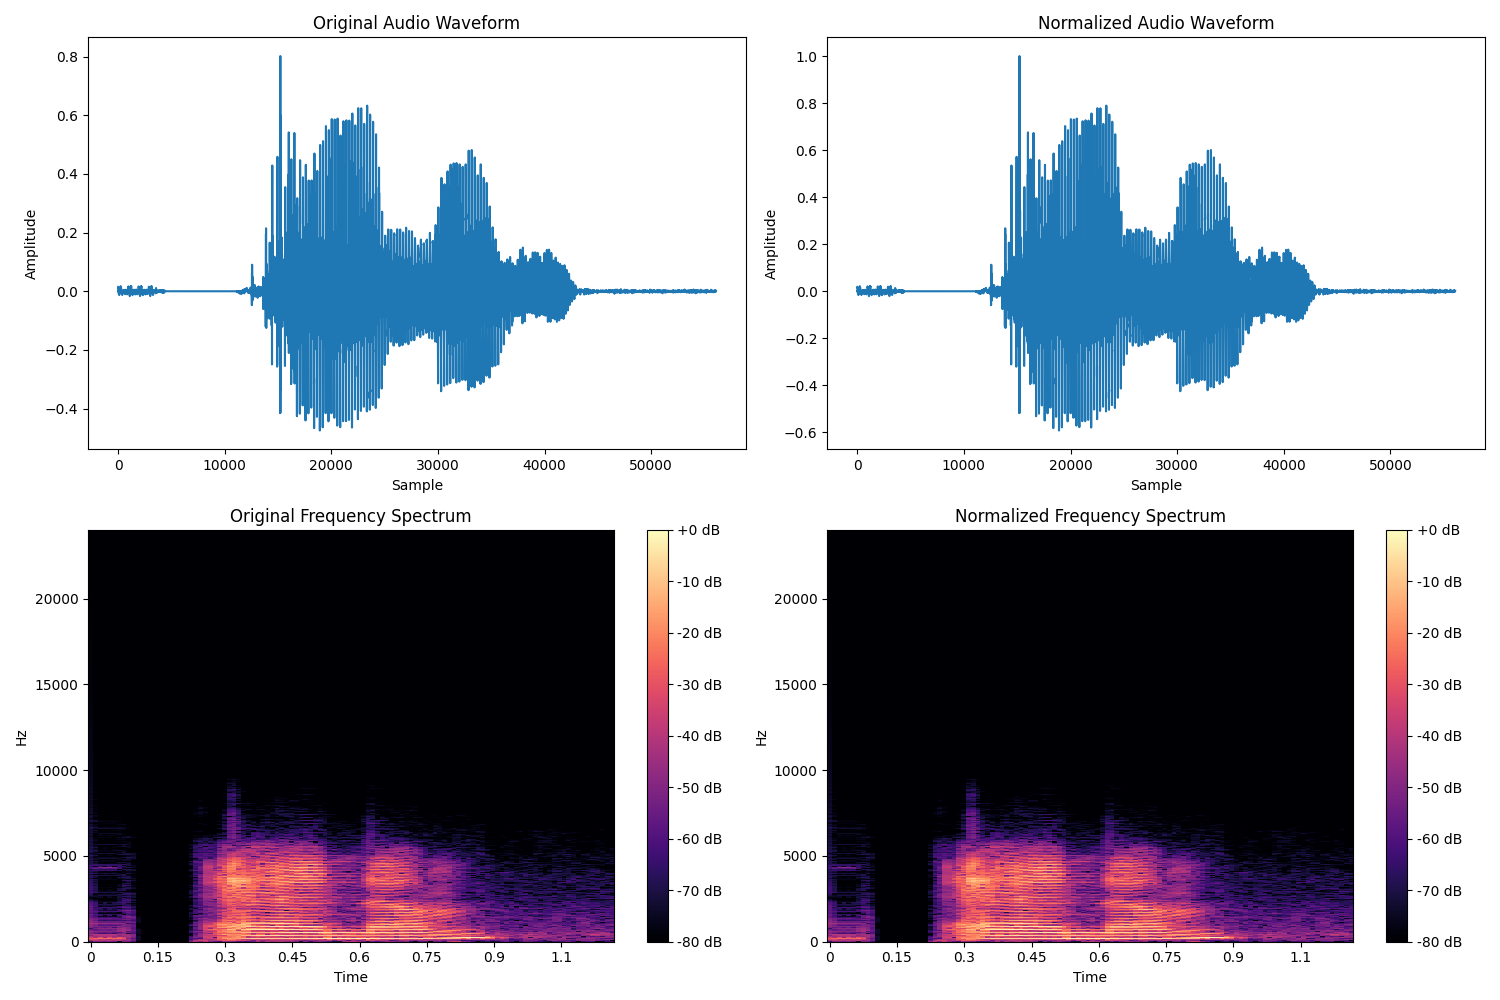 Original Audio Waveform
Amplitude
0.8
0.6
0.4
0.2
0.0
−0.2
−0.4
0 10000 20000 30000 40000 50000
Sample
Normalized Audio Waveform
Amplitude
1.0
0.8
0.6
0.4
0.2
0.0
−0.2
−0.4
−0.6
0 10000 20000 30000 40000 50000
Sample
Original Frequency Spectrum
Hz
20000
15000
10000
5000
0
0 0.15 0.3 0.45 0.6 0.75 0.9 1.1
Time
+0 dB
-10 dB
-20 dB
-30 dB
-40 dB
-50 dB
-60 dB
-70 dB
-80 dB
Normalized Frequency Spectrum
Hz
20000
15000
10000
5000
0
0 0.15 0.3 0.45 0.6 0.75 0.9 1.1
Time
+0 dB
-10 dB
-20 dB
-30 dB
-40 dB
-50 dB
-60 dB
-70 dB
-80 dB